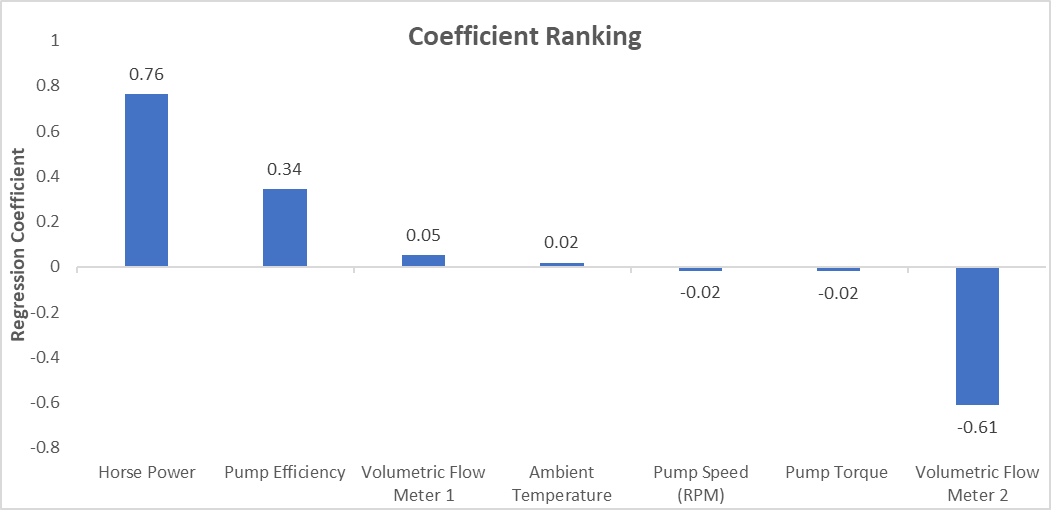 Coefficient Ranking
Regression Coefficient
1
0.8
0.6
0.4
0.2
0
-0.2
-0.4
-0.6
-0.8
0.76
0.34
0.05
0.02
-0.02
-0.02
-0.61
Horse Power
Pump Efficiency
Volumetric Flow
Meter 1
Ambient
Temperature
Pump Speed
(RPM)
Pump Torque
Volumetric Flow
Meter 2